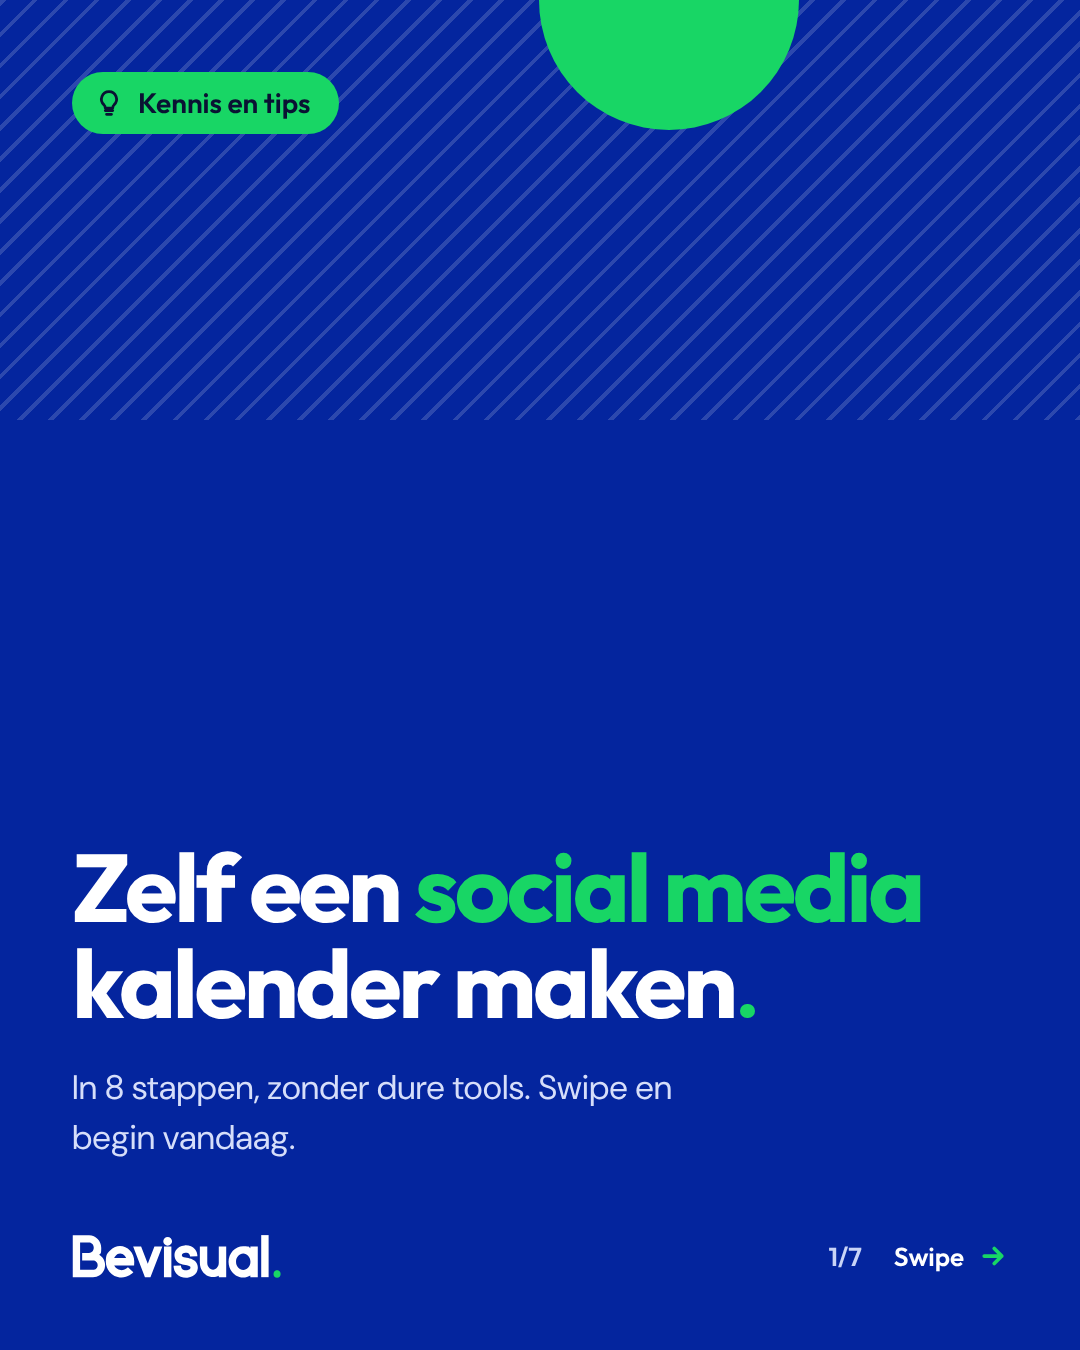 Kennis en tips
Zelf een social media
kalender maken.
In 8 stappen, zonder dure tools. Swipe en
begin vandaag.
Bevisual.
1/7 Swipe →